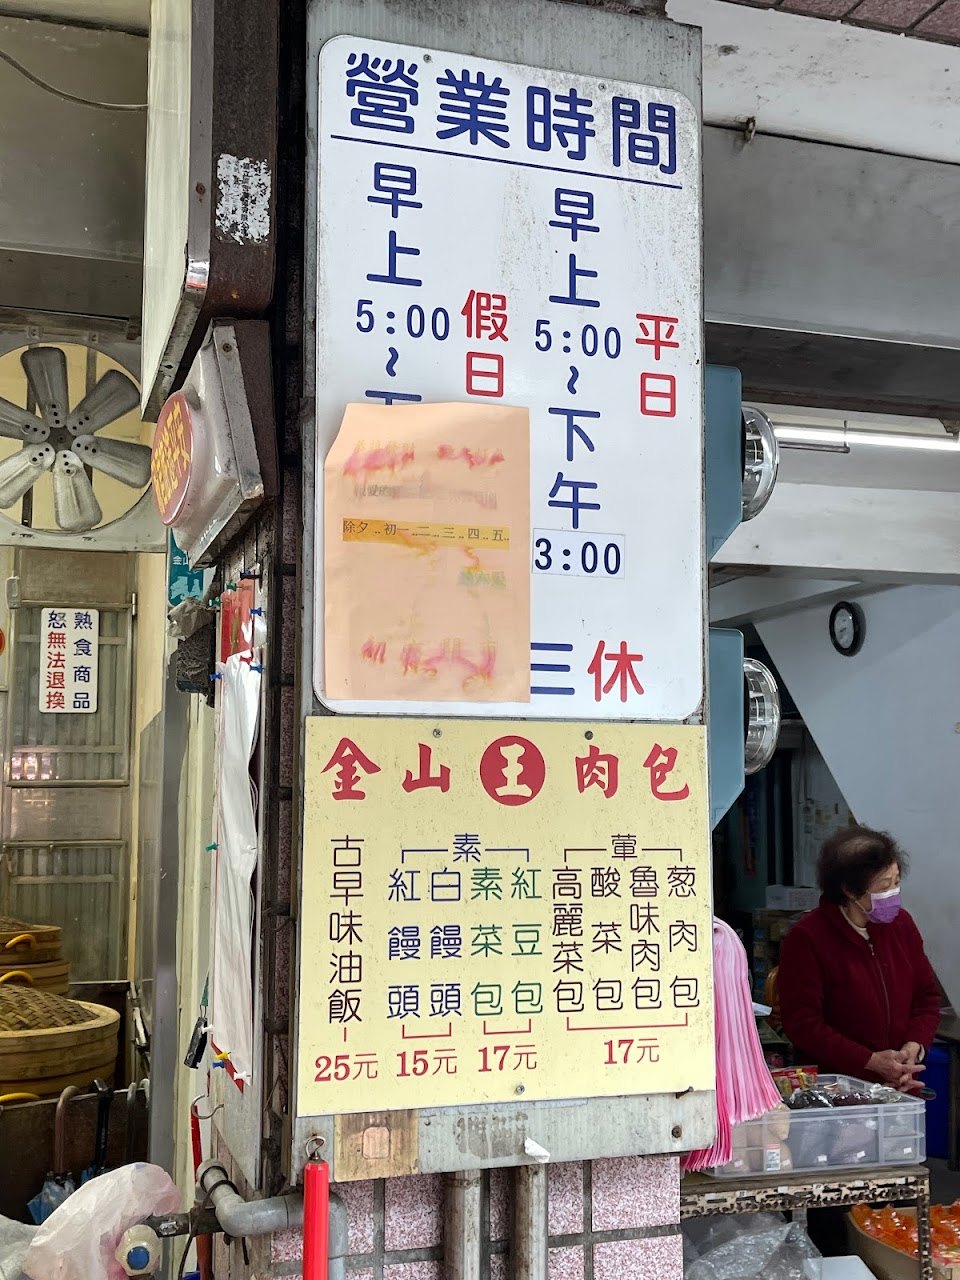 營業時間
平日
早上5:00~下午3:00
假日
早上5:00~
三休
除夕..初一..二..三..四..五..
金山王肉包
葷
葱肉包
魯味肉包
酸菜包
高麗菜包
17元
素
紅豆包
素菜包
17元
白饅頭
紅饅頭
15元
古早味油飯
25元
熟食商品
恕無法退換
金山